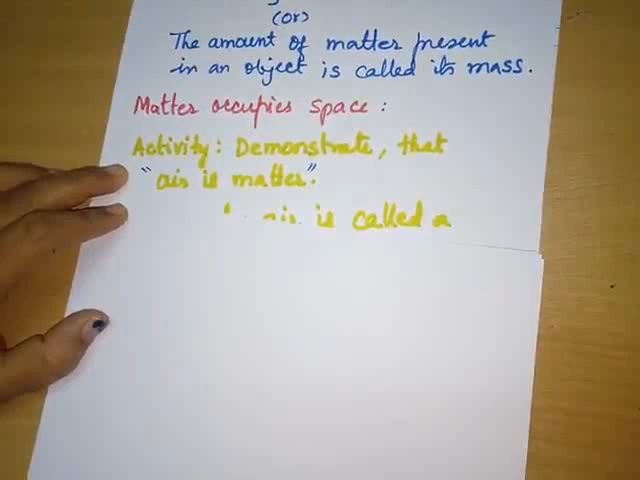 (or)
The amount of matter present
in an object is called its mass.
Matter occupies space :
Activity : Demonstrate, that
"air is matter".
is called a